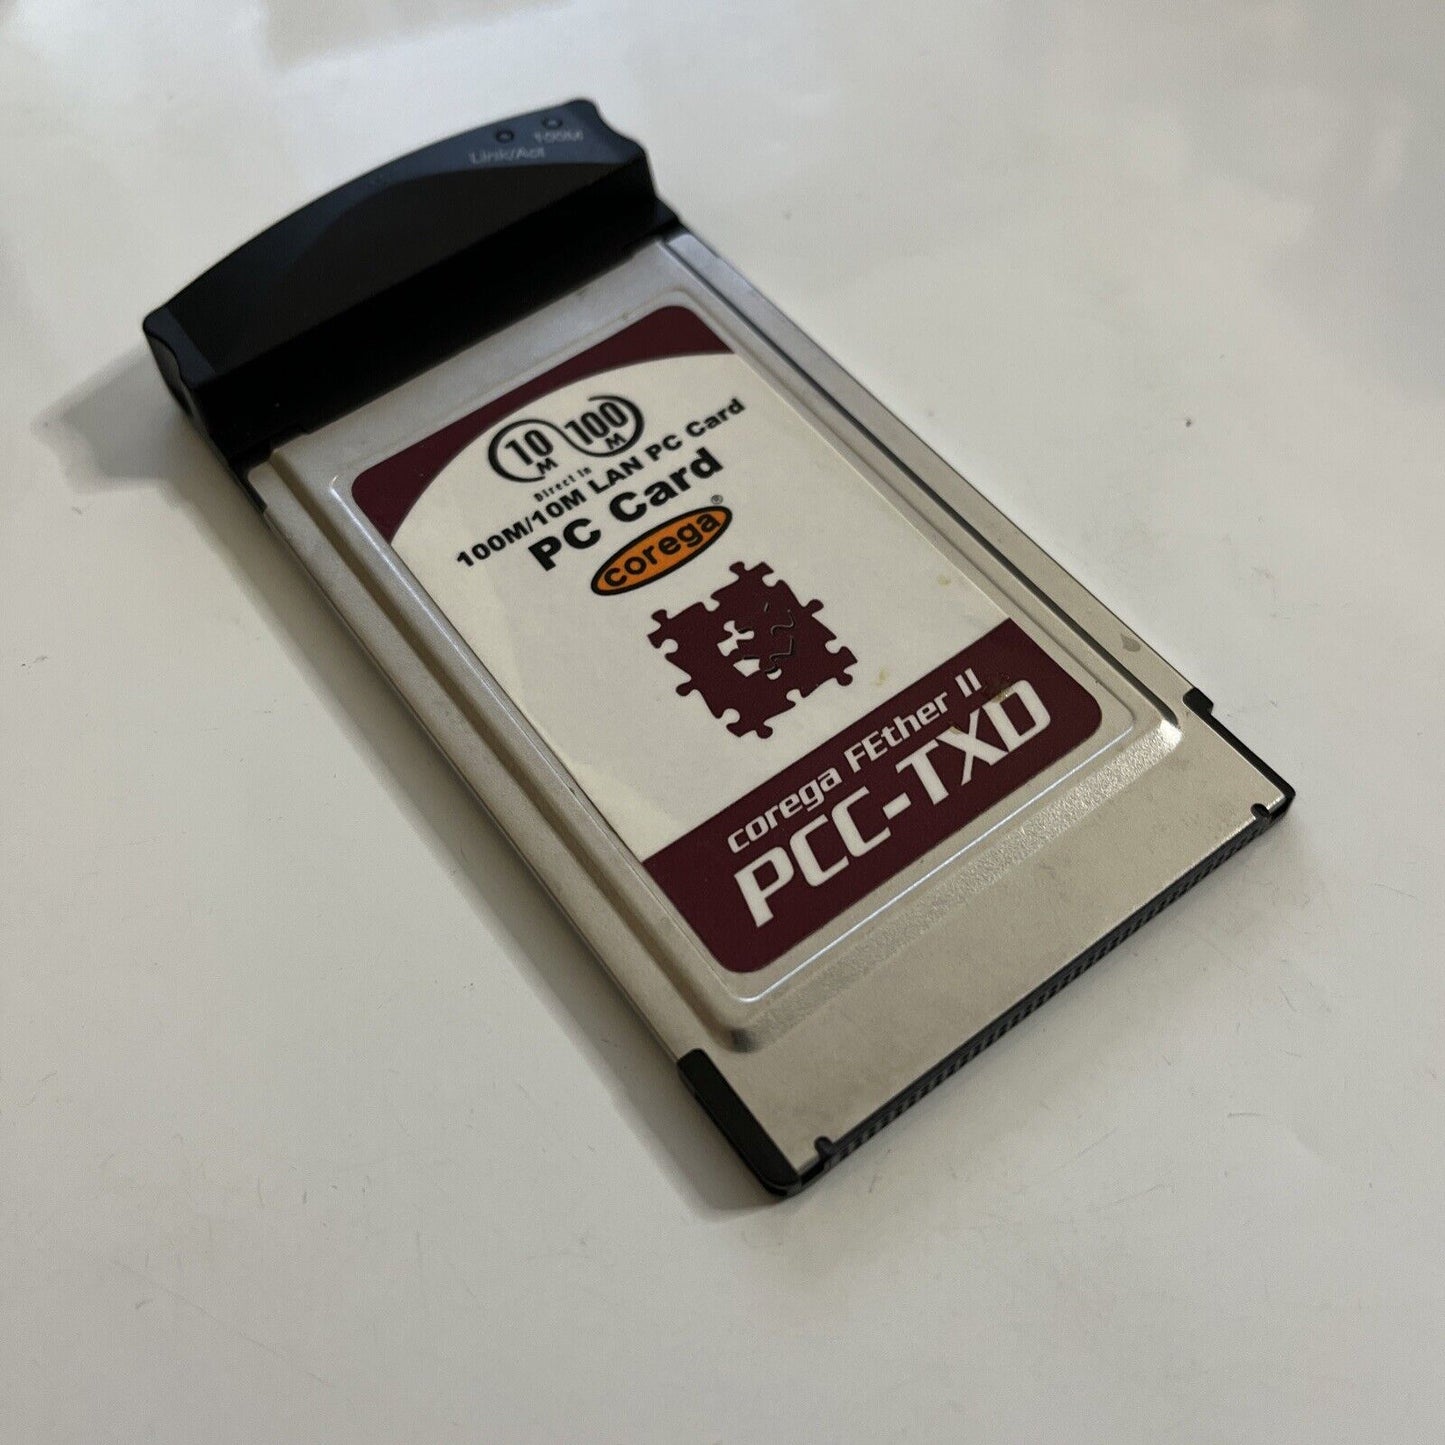 Link/Act 100M
10M 100M
Direct in
100M/10M LAN PC Card
PC Card
corega®
corega FEther II
PCC-TXD